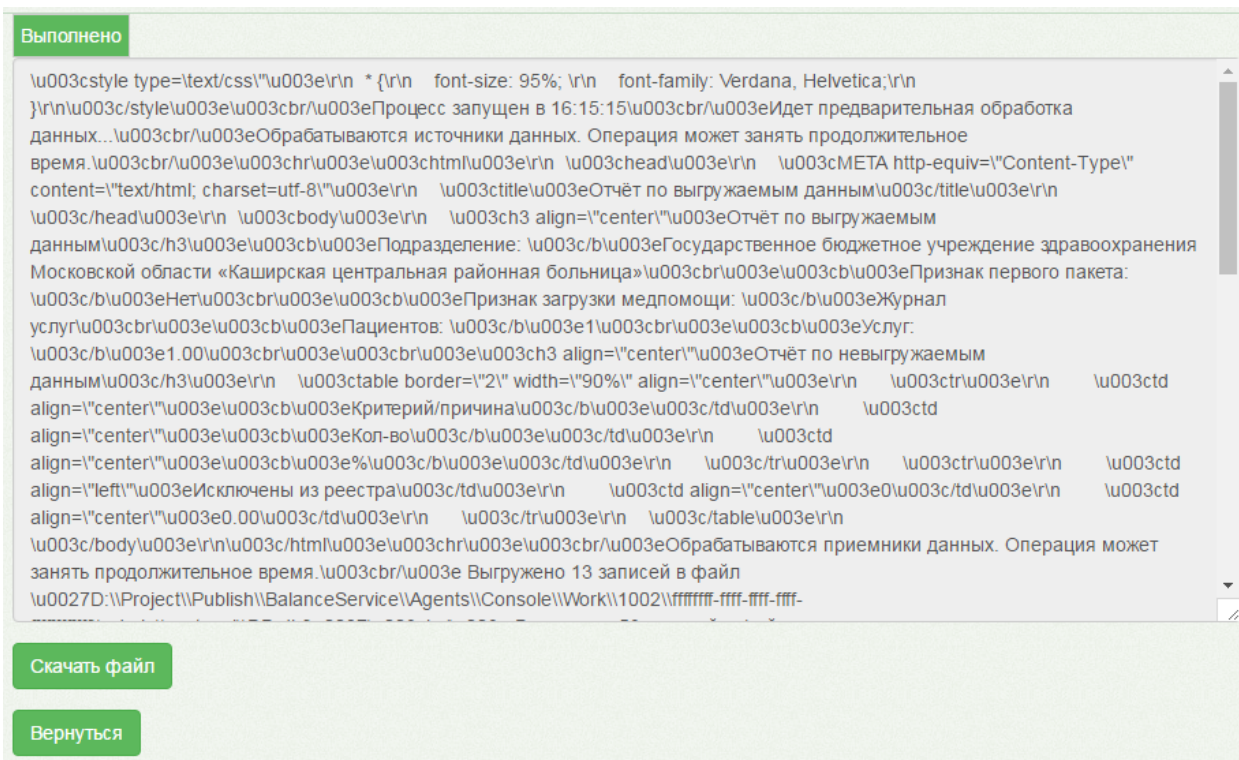 Выполнено
\u003cstyle type=\text/css\"\u003e\r\n * {\r\n font-size: 95%; \r\n font-family: Verdana, Helvetica;\r\n
}\r\n\u003c/style\u003e\u003cbr/\u003eПроцесс запущен в 16:15:15\u003cbr/\u003eИдет предварительная обработка
данных...\u003cbr/\u003eОбрабатываются источники данных. Операция может занять продолжительное
время.\u003cbr/\u003e\u003chr\u003e\u003chtml\u003e\r\n \u003chead\u003e\r\n \u003cMETA http-equiv=\"Content-Type\"
content=\"text/html; charset=utf-8\"\u003e\r\n \u003ctitle\u003eОтчёт по выгружаемым данным\u003c/title\u003e\r\n
\u003c/head\u003e\r\n \u003cbody\u003e\r\n \u003ch3 align=\"center\"\u003eОтчёт по выгружаемым
данным\u003c/h3\u003e\u003cb\u003eПодразделение: \u003c/b\u003eГосударственное бюджетное учреждение здравоохранения
Московской области «Каширская центральная районная больница»\u003cbr\u003e\u003cb\u003eПризнак первого пакета:
\u003c/b\u003eНет\u003cbr\u003e\u003cb\u003eПризнак загрузки медпомощи: \u003c/b\u003eЖурнал
услуг\u003cbr\u003e\u003cb\u003eПациентов: \u003c/b\u003e1\u003cbr\u003e\u003cb\u003eУслуг:
\u003c/b\u003e1.00\u003cbr\u003e\u003cbr\u003e\u003ch3 align=\"center\"\u003eОтчёт по невыгружаемым
данным\u003c/h3\u003e\r\n \u003ctable border=\"2\" width=\"90%\" align=\"center\"\u003e\r\n \u003ctr\u003e\r\n \u003ctd
align=\"center\"\u003e\u003cb\u003eКритерий/причина\u003c/b\u003e\u003c/td\u003e\r\n \u003ctd
align=\"center\"\u003e\u003cb\u003eКол-во\u003c/b\u003e\u003c/td\u003e\r\n \u003ctd
align=\"center\"\u003e\u003cb\u003e%\u003c/b\u003e\u003c/td\u003e\r\n \u003c/tr\u003e\r\n \u003ctr\u003e\r\n \u003ctd
align=\"left\"\u003eИсключены из реестра\u003c/td\u003e\r\n \u003ctd align=\"center\"\u003e0\u003c/td\u003e\r\n \u003ctd
align=\"center\"\u003e0.00\u003c/td\u003e\r\n \u003c/tr\u003e\r\n \u003c/table\u003e\r\n
\u003c/body\u003e\r\n\u003c/html\u003e\u003chr\u003e\u003cbr/\u003eОбрабатываются приемники данных. Операция может
занять продолжительное время.\u003cbr/\u003e Выгружено 13 записей в файл
\u0027D:\\Project\\Publish\\BalanceService\\Agents\\Console\\Work\\1002\\ffffffff-ffff-ffff-ffff-
Скачать файл
Вернуться